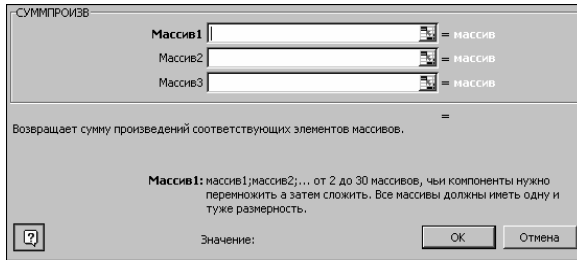 СУММПРОИЗВ
Массив1 = массив
Массив2 = массив
Массив3 = массив
=
Возвращает сумму произведений соответствующих элементов массивов.
Массив1: массив1;массив2;... от 2 до 30 массивов, чьи компоненты нужно
перемножить а затем сложить. Все массивы должны иметь одну и
туже размерность.
? Значение: ОК Отмена